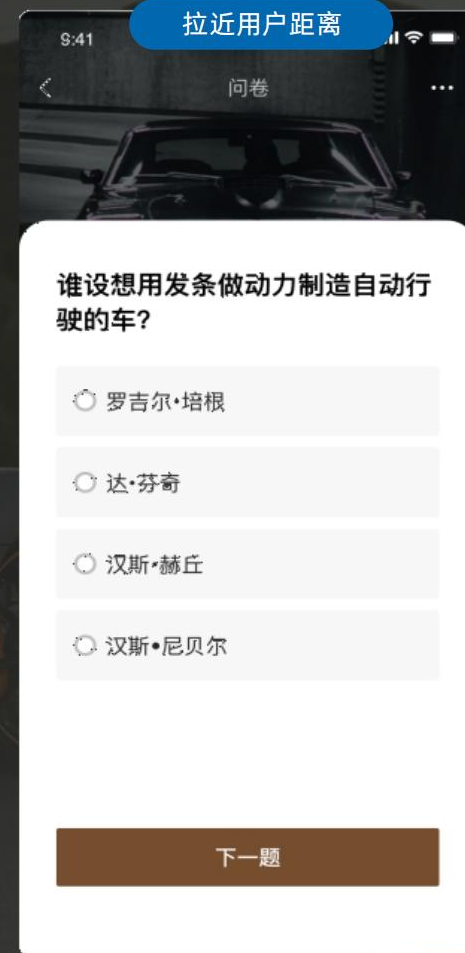 拉近用户距离
9:41
问卷
谁设想用发条做动力制造自动行
驶的车?
罗吉尔•培根
达•芬奇
汉斯•赫丘
汉斯•尼贝尔
下一题